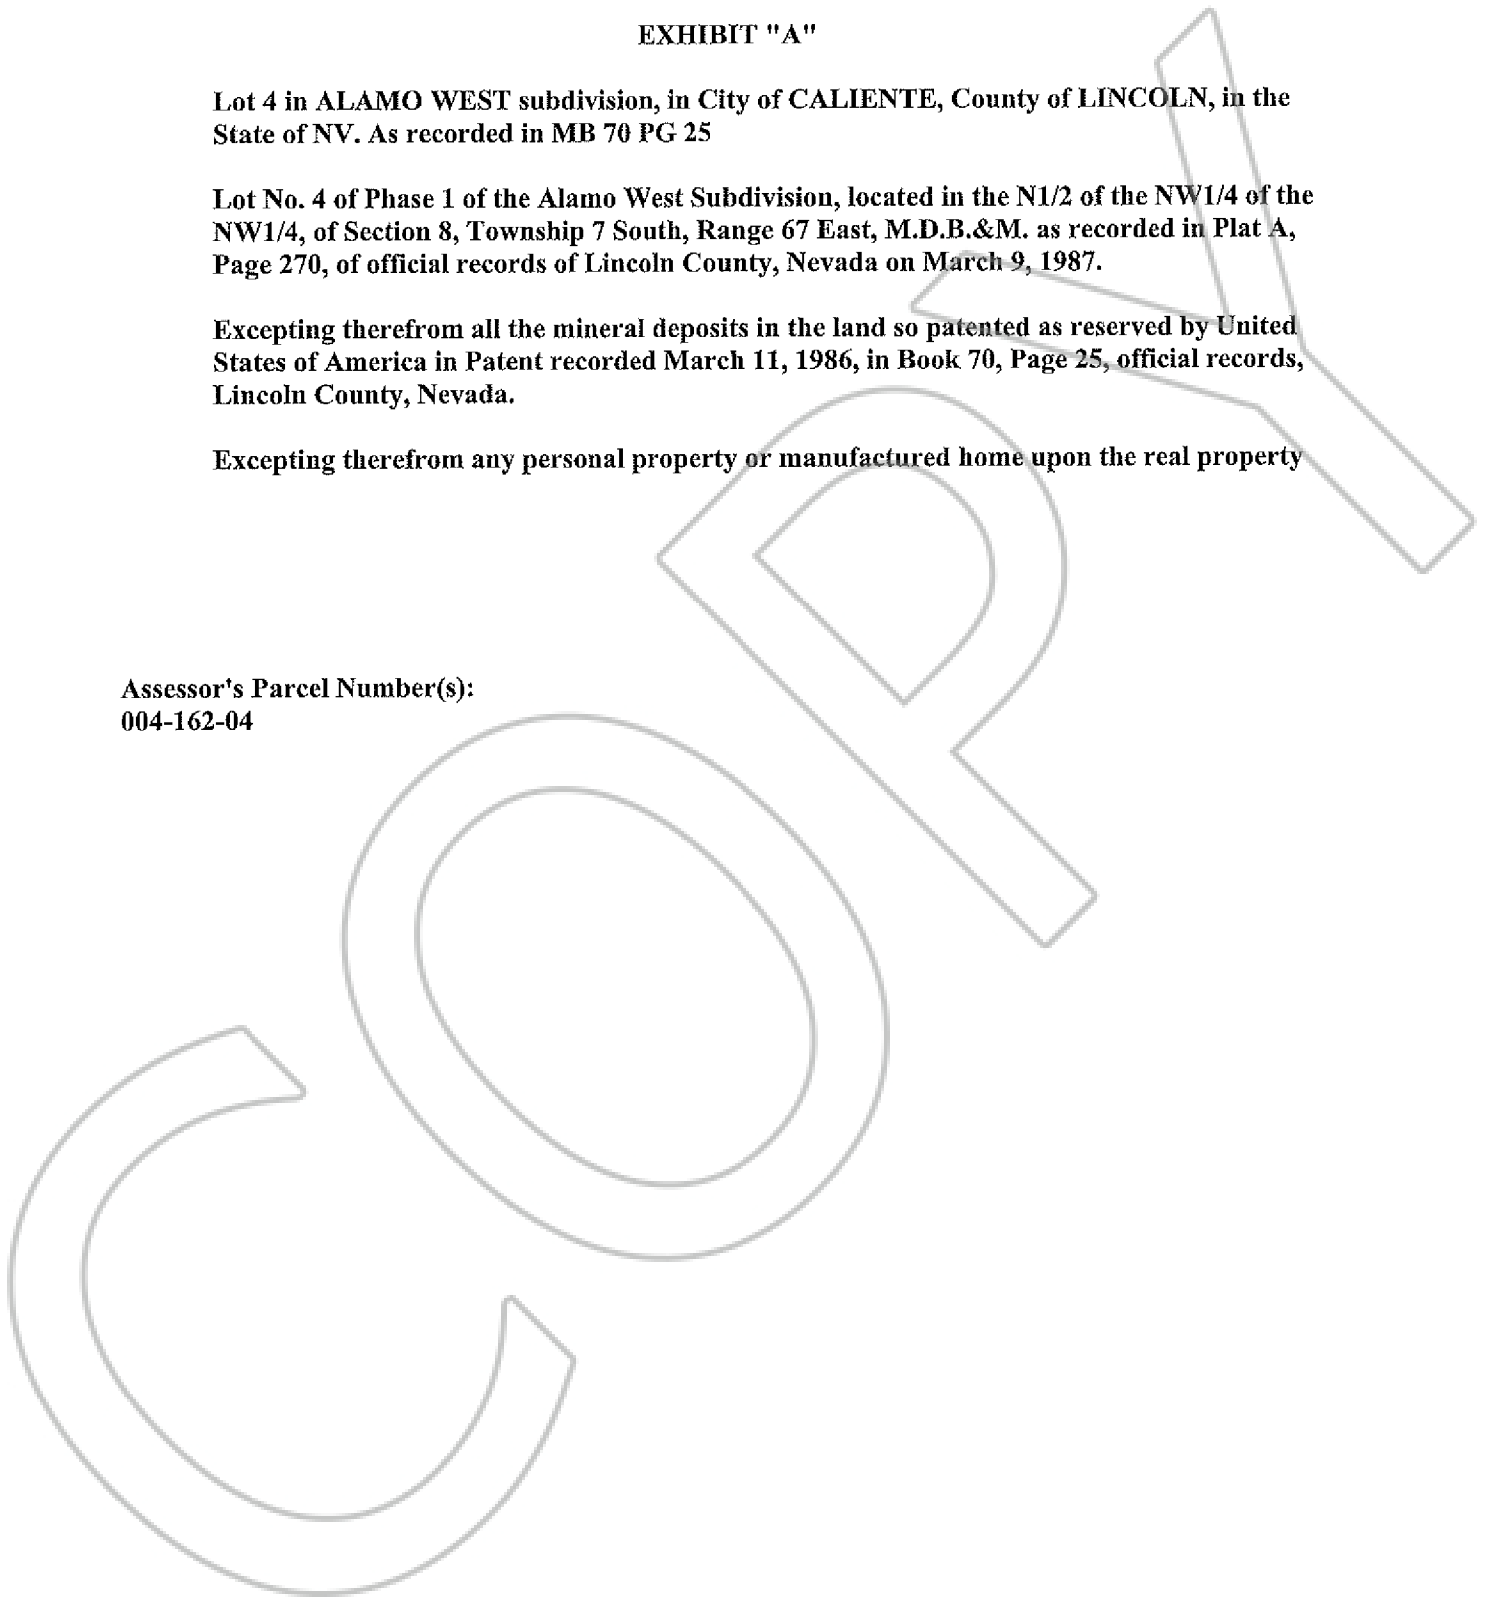 EXHIBIT "A"
Lot 4 in ALAMO WEST subdivision, in City of CALIENTE, County of LINCOLN, in the
State of NV. As recorded in MB 70 PG 25
Lot No. 4 of Phase 1 of the Alamo West Subdivision, located in the N1/2 of the NW1/4 of the
NW1/4, of Section 8, Township 7 South, Range 67 East, M.D.B.&M. as recorded in Plat A,
Page 270, of official records of Lincoln County, Nevada on March 9, 1987.
Excepting therefrom all the mineral deposits in the land so patented as reserved by United
States of America in Patent recorded March 11, 1986, in Book 70, Page 25, official records,
Lincoln County, Nevada.
Excepting therefrom any personal property or manufactured home upon the real property
Assessor's Parcel Number(s):
004-162-04
COPY